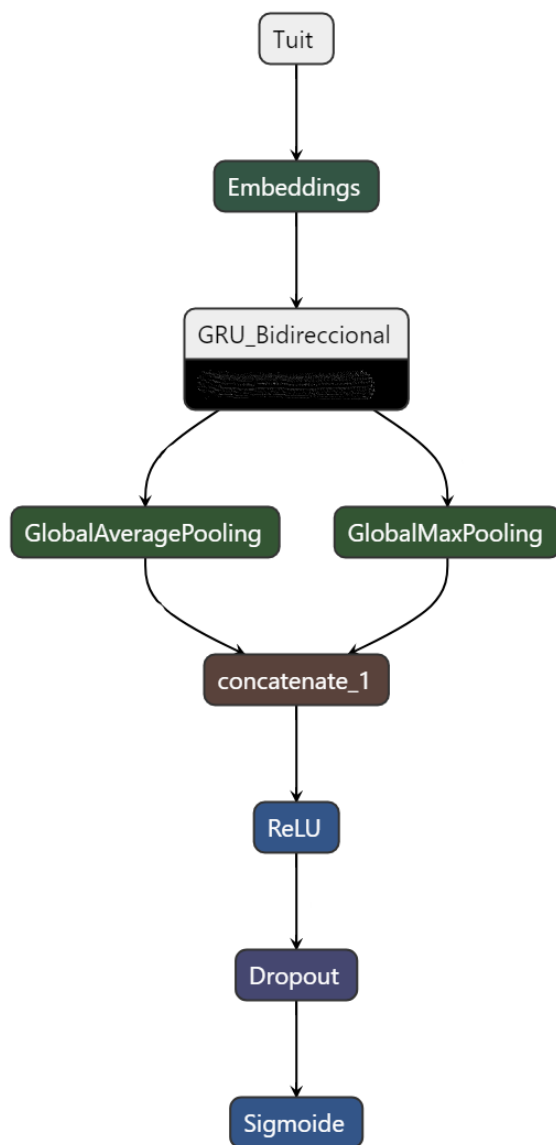 Tuit
Embeddings
GRU_Bidireccional
GlobalAveragePooling
GlobalMaxPooling
concatenate_1
ReLU
Dropout
Sigmoide